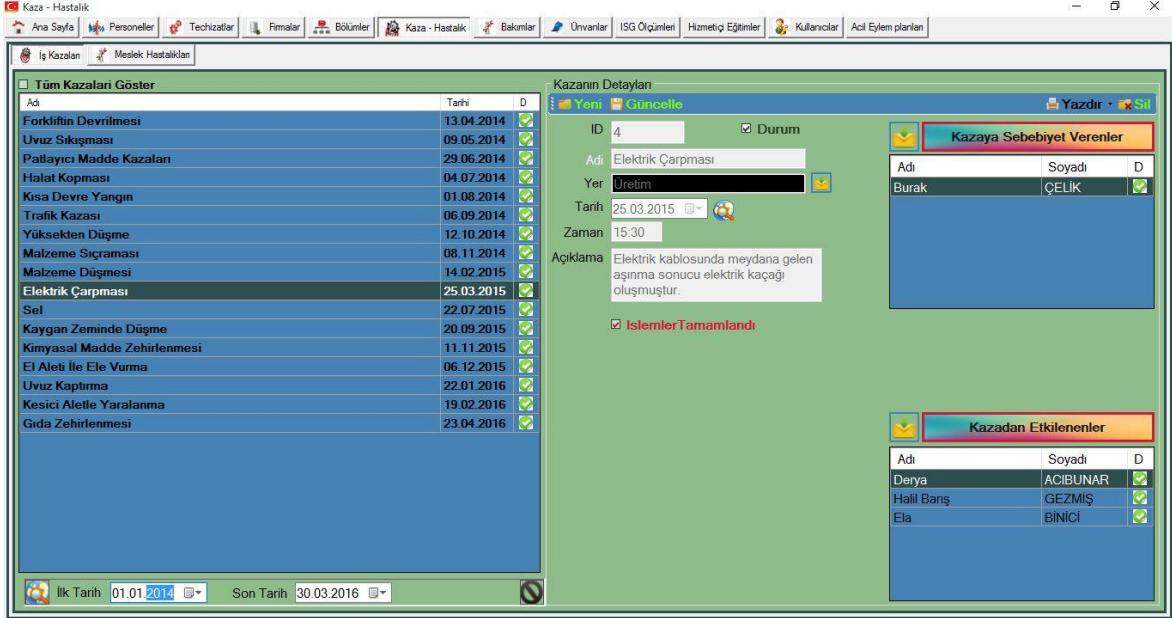 Kaza - Hastalık
Ana Sayfa Personeller Techizatlar Firmalar Bölümler Kaza - Hastalık Bakımlar Ünvanlar ISG Ölçümleri Hizmetiçi Eğitimler Kullanıcılar Acil Eylem planları
İş Kazaları Meslek Hastalıkları
Tüm Kazalari Göster
Adı Tarihi D
Forkliftin Devrilmesi 13.04.2014
Uvuz Sıkışması 09.05.2014
Patlayıcı Madde Kazaları 29.06.2014
Halat Kopması 04.07.2014
Kısa Devre Yangın 01.08.2014
Trafik Kazası 06.09.2014
Yüksekten Düşme 12.10.2014
Malzeme Sıçraması 08.11.2014
Malzeme Düşmesi 14.02.2015
Elektrik Çarpması 25.03.2015
Sel 22.07.2015
Kaygan Zeminde Düşme 20.09.2015
Kimyasal Madde Zehirlenmesi 11.11.2015
El Aleti İle Ele Vurma 06.12.2015
Uvuz Kaptırma 22.01.2016
Kesici Aletle Yaralanma 19.02.2016
Gıda Zehirlenmesi 23.04.2016
İlk Tarih 01.01.2014 Son Tarih 30.03.2016
Kazanın Detayları
Yeni Güncelle Yazdır Sil
ID 4 Durum
Adi Elektrik Çarpması
Yer Üretim
Tarih 25.03.2015
Zaman 15:30
Açıklama Elektrik kablosunda meydana gelen
aşınma sonucu elektrik kaçağı
oluşmuştur.
IslemlerTamamlandı
Kazaya Sebebiyet Verenler
Adı Soyadı D
Burak ÇELİK
Kazadan Etkilenenler
Adı Soyadı D
Derya ACIBUNAR
Halil Barış GEZMİŞ
Ela BİNİCİ